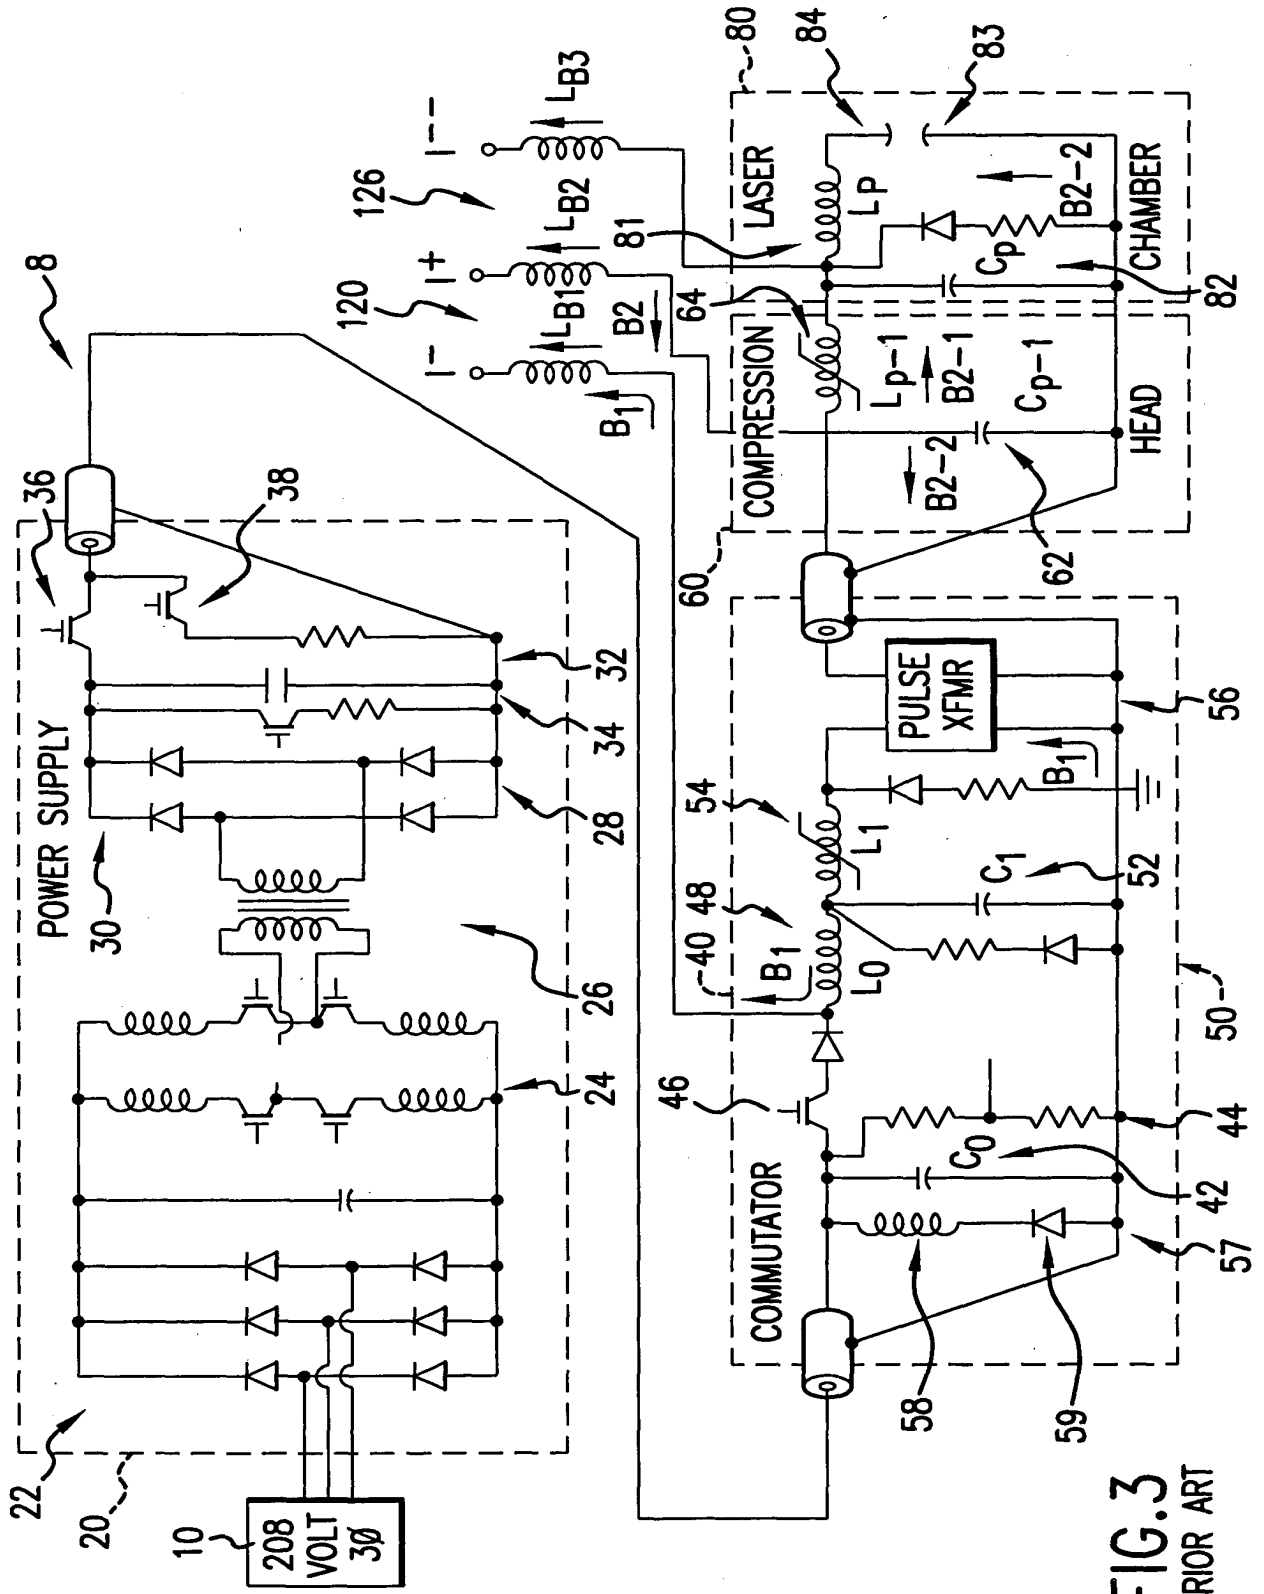 8
10
208
VOLT
3Ø
20
22
POWER SUPPLY
24
26
28
30
32
34
36
38
I-
I+
I--
120
126
LB1
LB2
LB3
B1
B2
COMMUTATOR
40
42
44
46
48
50
52
54
56
57
58
59
C0
L0
B1
L1
C1
B1
PULSE
XFMR
COMPRESSION
HEAD
60
62
64
Lp-1
B2-1
Cp-1
B2-2
LASER
CHAMBER
80
81
82
83
84
LP
CP
B2-2
FIG.3
RIOR ART